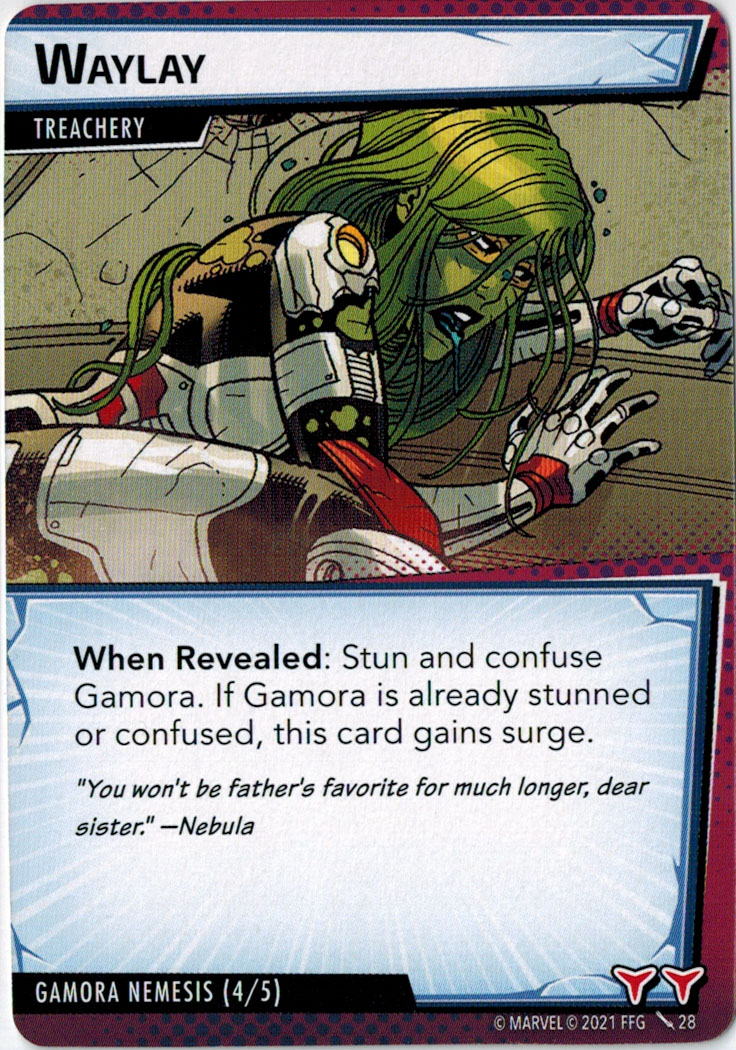 WAYLAY
TREACHERY
When Revealed: Stun and confuse
Gamora. If Gamora is already stunned
or confused, this card gains surge.
"You won't be father's favorite for much longer, dear
sister." —Nebula
GAMORA NEMESIS (4/5)
© MARVEL © 2021 FFG 28